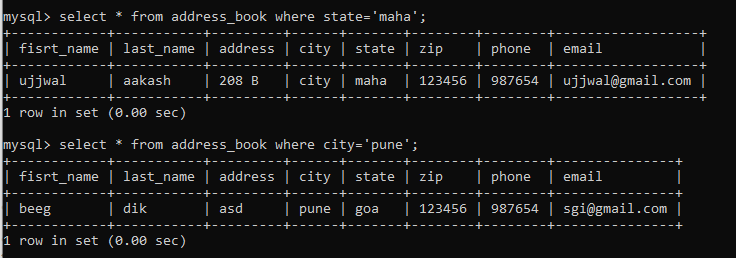 mysql> select * from address_book where state='maha';
+------------+-----------+---------+------+-------+--------+--------+------------------+
| fisrt_name | last_name | address | city | state | zip    | phone  | email            |
+------------+-----------+---------+------+-------+--------+--------+------------------+
| ujjwal     | aakash    | 208 B   | city | maha  | 123456 | 987654 | ujjwal@gmail.com |
+------------+-----------+---------+------+-------+--------+--------+------------------+
1 row in set (0.00 sec)

mysql> select * from address_book where city='pune';
+------------+-----------+---------+------+-------+--------+--------+---------------+
| fisrt_name | last_name | address | city | state | zip    | phone  | email         |
+------------+-----------+---------+------+-------+--------+--------+---------------+
| beeg       | dik       | asd     | pune | goa   | 123456 | 987654 | sgi@gmail.com |
+------------+-----------+---------+------+-------+--------+--------+---------------+
1 row in set (0.00 sec)